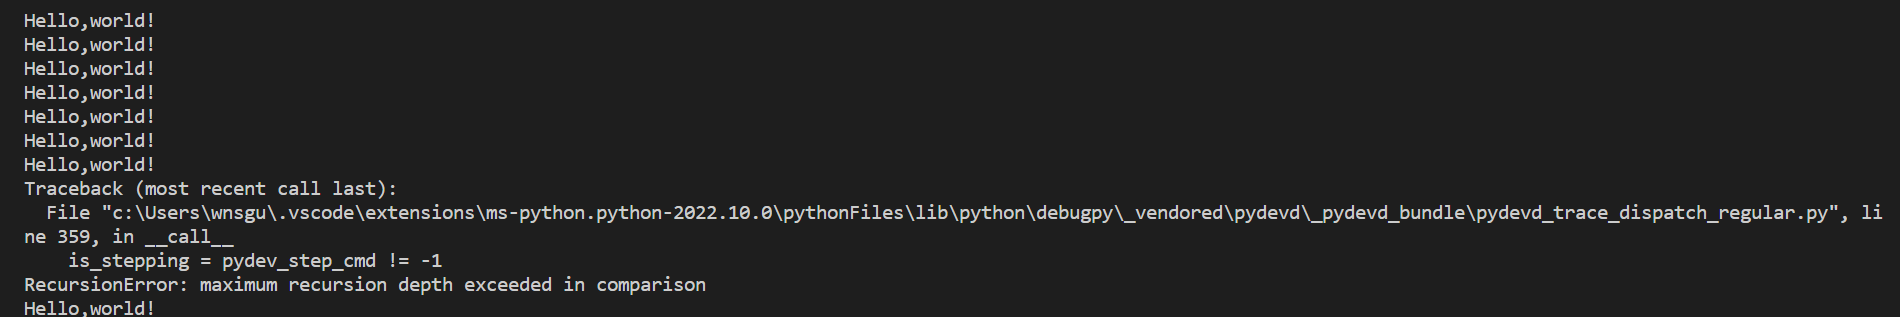 Hello,world!
Hello,world!
Hello,world!
Hello,world!
Hello,world!
Hello,world!
Hello,world!
Traceback (most recent call last):
  File "c:\Users\wnsgu\.vscode\extensions\ms-python.python-2022.10.0\pythonFiles\lib\python\debugpy\_vendored\pydevd\_pydevd_bundle\pydevd_trace_dispatch_regular.py", li
ne 359, in __call__
    is_stepping = pydev_step_cmd != -1
RecursionError: maximum recursion depth exceeded in comparison
Hello,world!